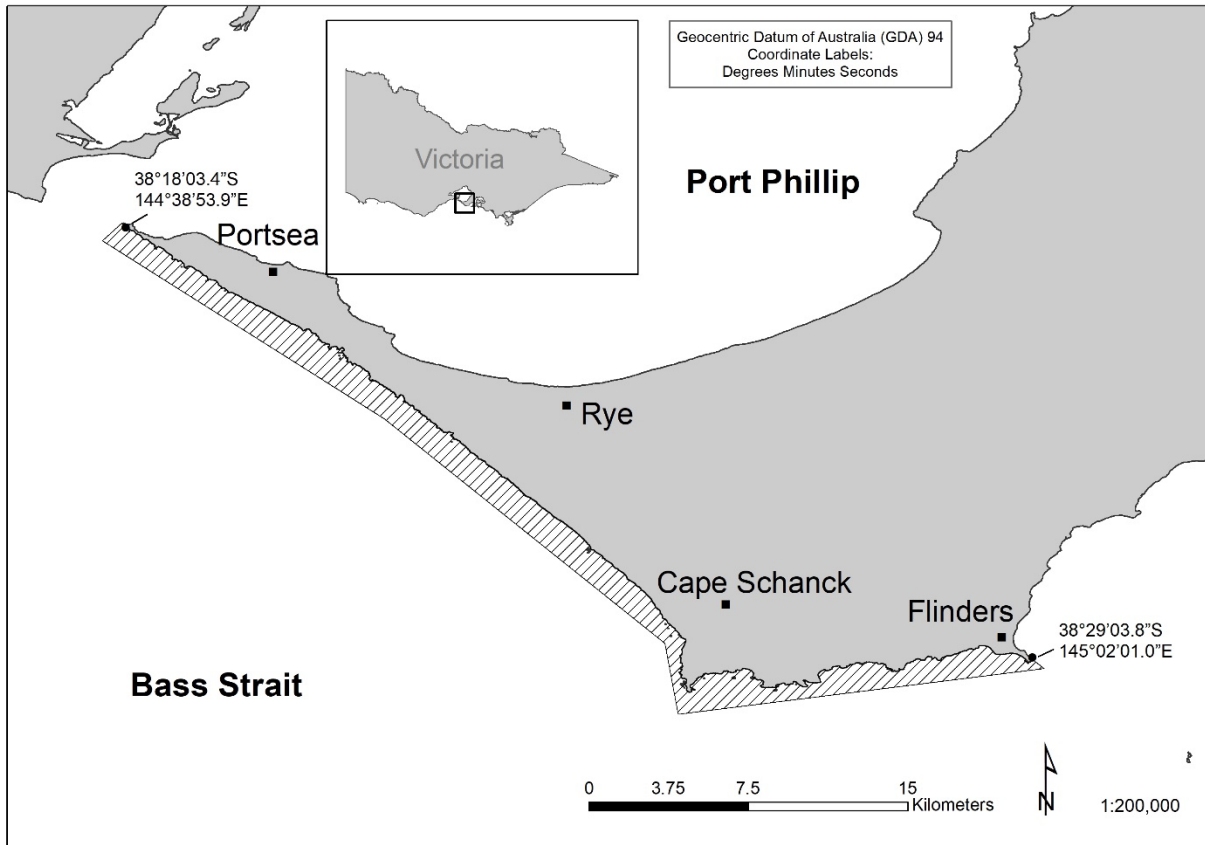 Geocentric Datum of Australia (GDA) 94
Coordinate Labels:
Degrees Minutes Seconds
Victoria
Port Phillip
38°18’03.4”S
144°38’53.9”E
Portsea
Rye
Cape Schanck
Flinders
38°29’03.8”S
145°02’01.0”E
Bass Strait
0 3.75 7.5 15
Kilometers
N
1:200,000